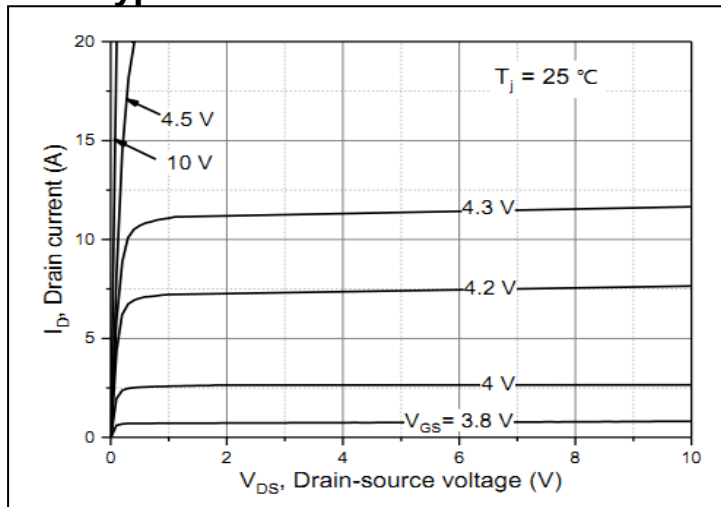 20
15
10
5
0
0
2
4
6
8
10
I_D, Drain current (A)
V_DS, Drain-source voltage (V)
T_j = 25 ℃
4.5 V
10 V
4.3 V
4.2 V
4 V
V_GS= 3.8 V